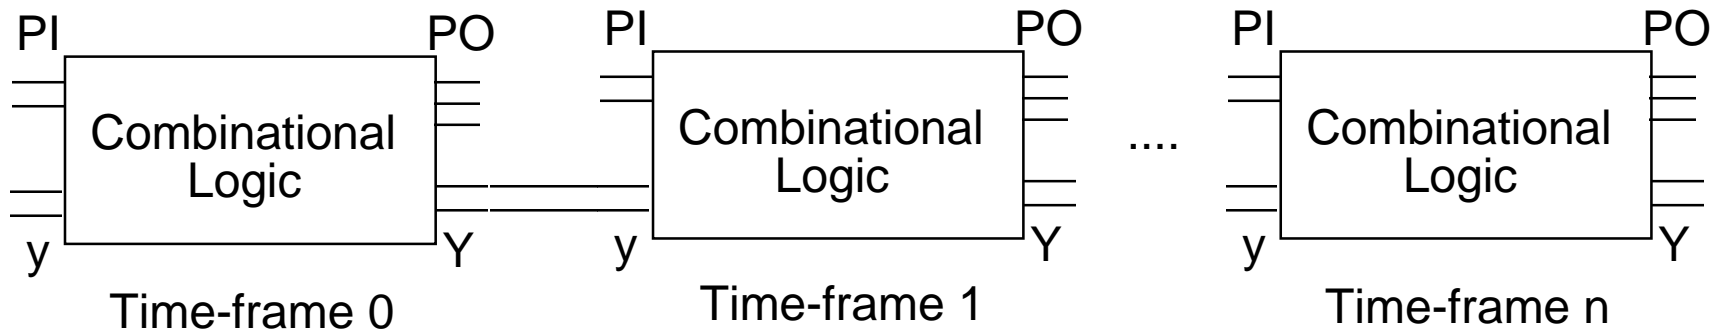 PI
PO
Combinational
Logic
y
Y
Time-frame 0
PI
PO
Combinational
Logic
y
Y
Time-frame 1
....
PI
PO
Combinational
Logic
y
Y
Time-frame n